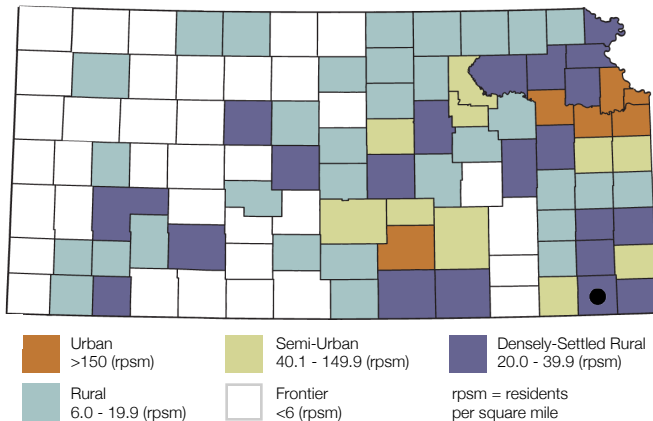 Urban
>150 (rpsm)
Semi-Urban
40.1 - 149.9 (rpsm)
Densely-Settled Rural
20.0 - 39.9 (rpsm)
Rural
6.0 - 19.9 (rpsm)
Frontier
<6 (rpsm)
rpsm = residents
per square mile